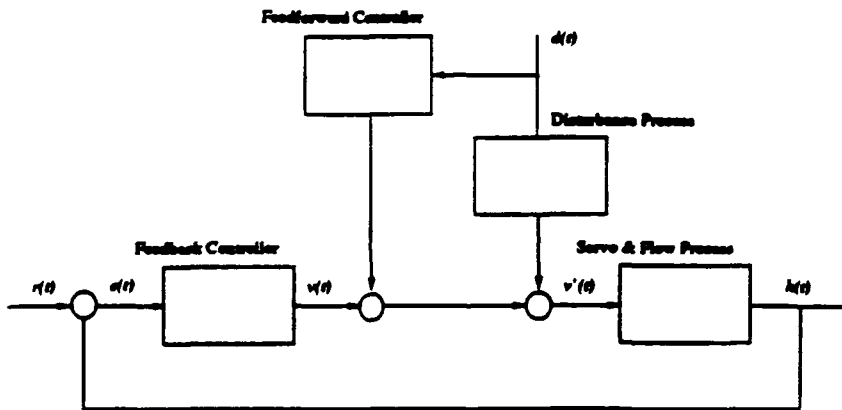 Feedforward Controller
d(t)
Disturbance Process
Feedback Controller
Servo & Flow Process
r(t)
e(t)
v(t)
v'(t)
h(t)